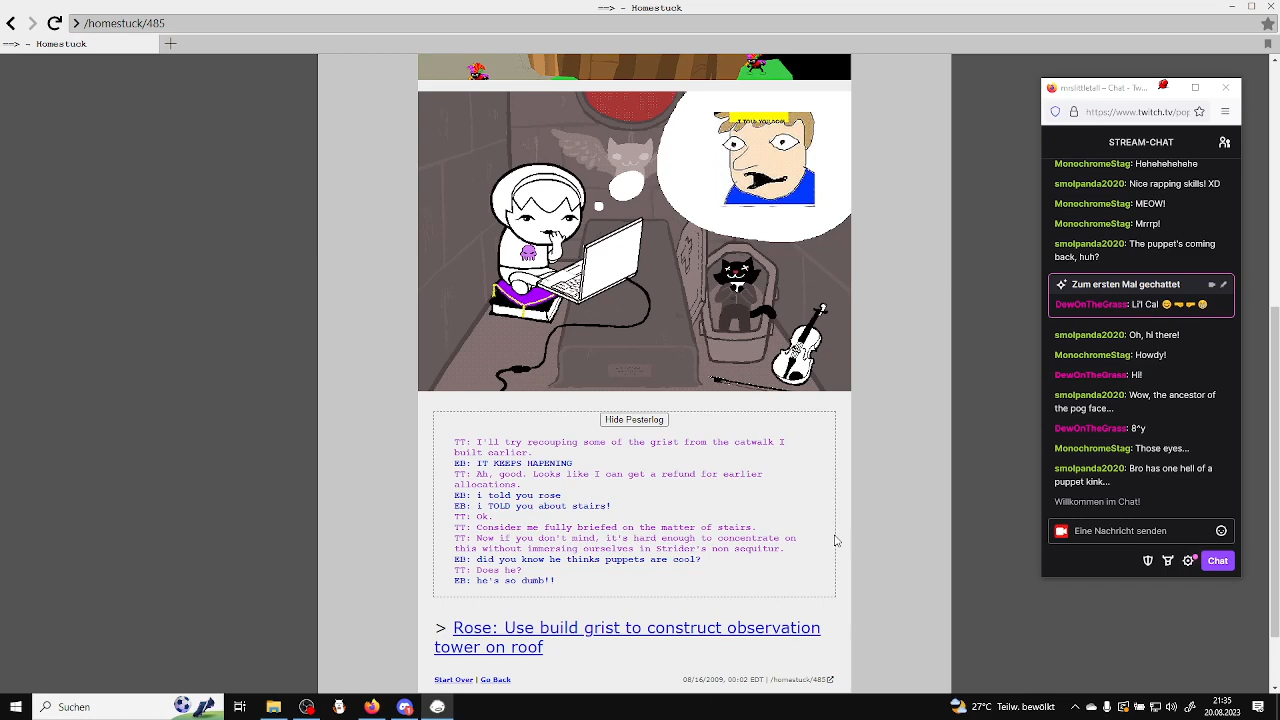 ==> - Homestuck
/homestuck/485
==> - Homestuck
I TOLD YOU DOG!
Hide Pesterlog
TT: I'll try recouping some of the grist from the catwalk I
built earlier.
EB: IT KEEPS HAPENING
TT: Ah, good. Looks like I can get a refund for earlier
allocations.
EB: i told you rose
EB: i TOLD you about stairs!
TT: Ok.
TT: Consider me fully briefed on the matter of stairs.
TT: Now if you don't mind, it's hard enough to concentrate on
this without immersing ourselves in Strider's non sequitur.
EB: did you know he thinks puppets are cool?
TT: Does he?
EB: he's so dumb!!
> Rose: Use build grist to construct observation
tower on roof
Start Over | Go Back
08/16/2009, 00:02 EDT | /homestuck/485
mrslittletall – Chat - Tw...
https://www.twitch.tv/pop
STREAM-CHAT
MonochromeStag: Hehehehehe
smolpanda2020: Nice rapping skills! XD
MonochromeStag: MEOW!
MonochromeStag: Mrrrp!
smolpanda2020: The puppet's coming
back, huh?
Zum ersten Mal gechattet
DewOnTheGrass: Li'l Cal
smolpanda2020: Oh, hi there!
MonochromeStag: Howdy!
DewOnTheGrass: HI!
smolpanda2020: Wow, the ancestor of
the pog face...
DewOnTheGrass: 8^y
MonochromeStag: Those eyes...
smolpanda2020: Bro has one hell of a
puppet kink...
Willkommen im Chat!
Eine Nachricht senden
Chat
Suchen
27°C Teilw. bewölkt
21:35
20.08.2023